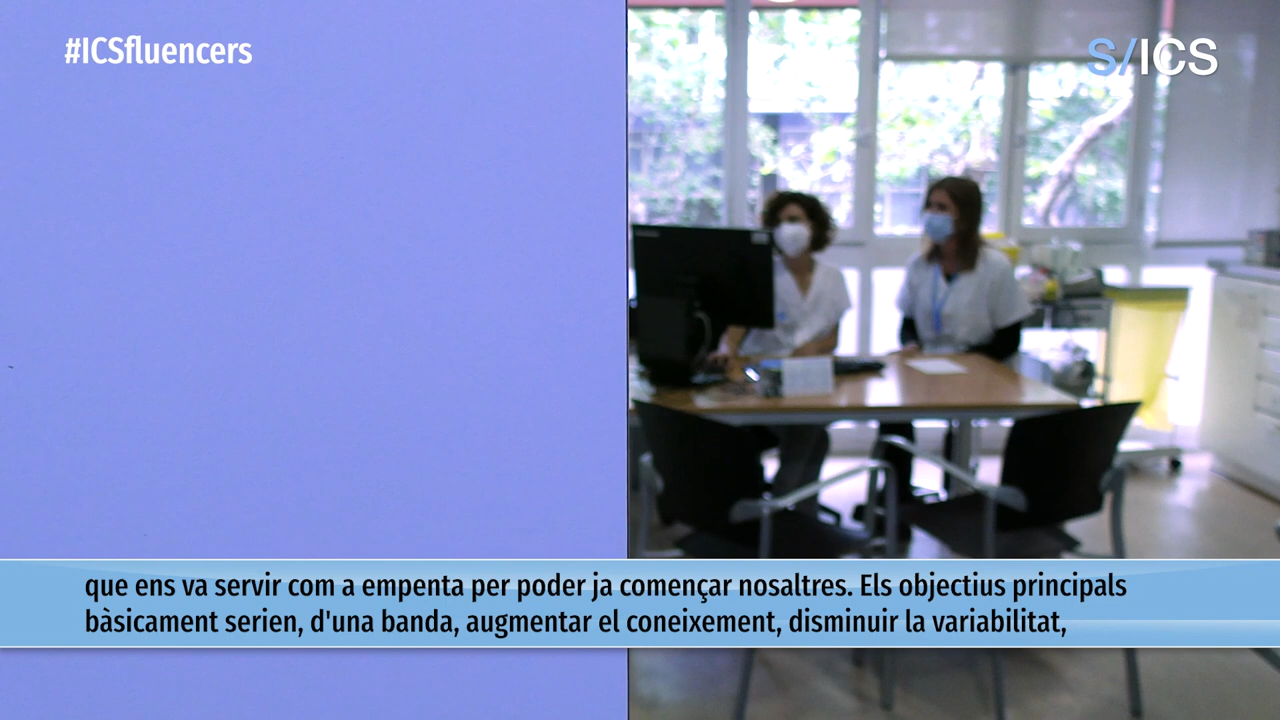 #ICSfluencers
S/ICS
que ens va servir com a empenta per poder ja començar nosaltres. Els objectius principals
bàsicament serien, d'una banda, augmentar el coneixement, disminuir la variabilitat,